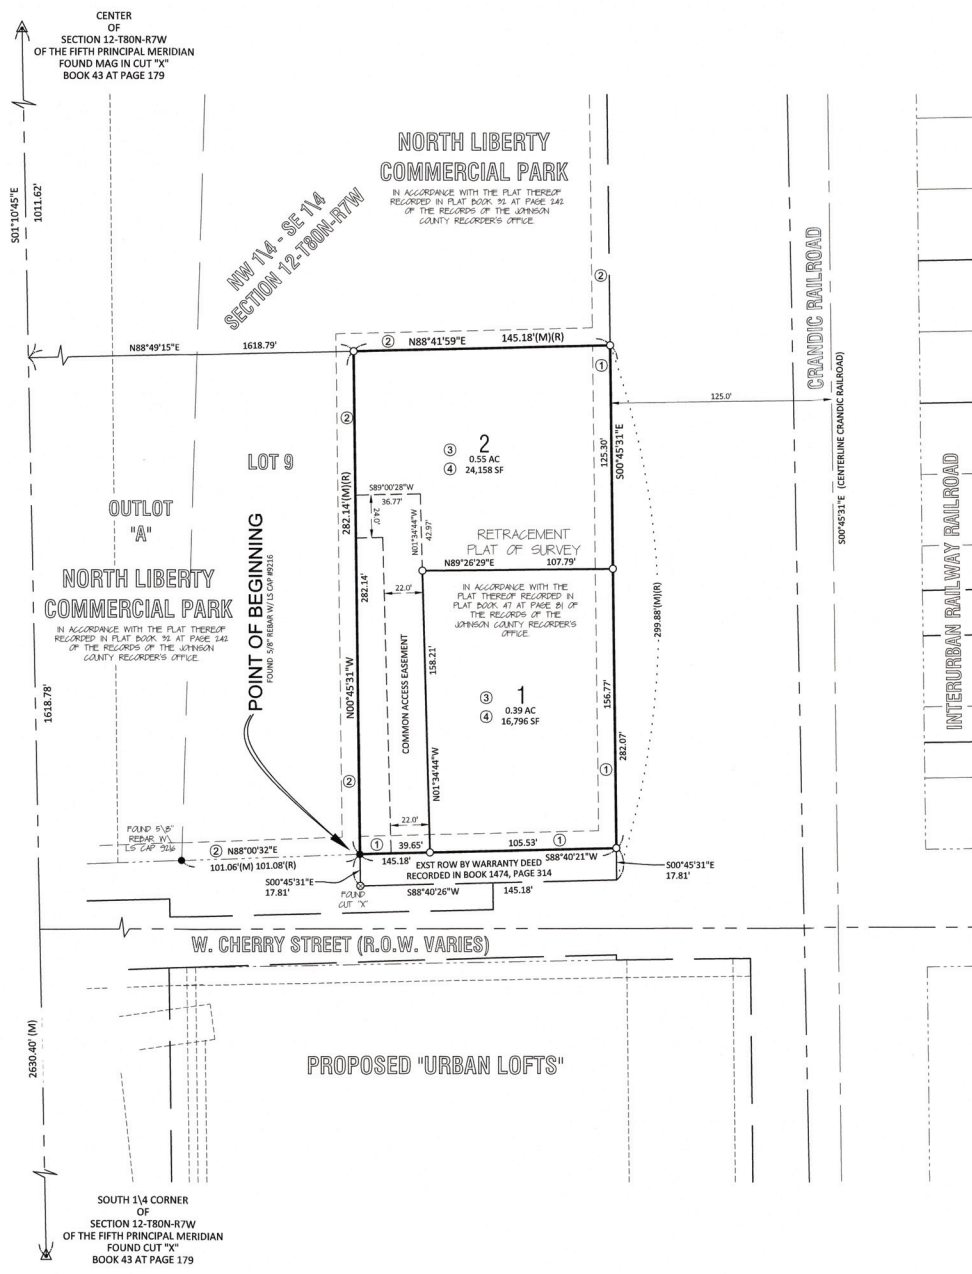 CENTER
OF
SECTION 12-T80N-R7W
OF THE FIFTH PRINCIPAL MERIDIAN
FOUND MAG IN CUT "X"
BOOK 43 AT PAGE 179
S01°10'45"E
1011.62'
NORTH LIBERTY
COMMERCIAL PARK
IN ACCORDANCE WITH THE PLAT THEREOF
RECORDED IN PLAT BOOK 32 AT PAGE 242
OF THE RECORDS OF THE JOHNSON
COUNTY RECORDER'S OFFICE
NW 1\4 - SE 1\4
SECTION 12-T80N-R7W
CRANDIC RAILROAD
2
N88°49'15"E
1618.79'
2
N88°41'59"E
145.18'(M)(R)
1
125.0'
S00°45'31"E (CENTERLINE CRANDIC RAILROAD)
INTERURBAN RAILWAY RAILROAD
2
282.14'(M)(R)
125.30'
S00°45'31"E
3
2
0.55 AC
4
24,158 SF
LOT 9
S89°00'28"W
36.77'
24.0'
N01°34'44"W
42.97'
OUTLOT
"A"
RETRACEMENT
PLAT OF SURVEY
N89°26'29"E
107.79'
POINT OF BEGINNING
FOUND 5/8" REBAR W/ LS CAP #9216
NORTH LIBERTY
COMMERCIAL PARK
IN ACCORDANCE WITH THE PLAT THEREOF
RECORDED IN PLAT BOOK 32 AT PAGE 242
OF THE RECORDS OF THE JOHNSON
COUNTY RECORDER'S OFFICE
282.14'
22.0'
IN ACCORDANCE WITH THE
PLAT THEREOF RECORDED IN
PLAT BOOK 47 AT PAGE 81 OF
THE RECORDS OF THE
JOHNSON COUNTY RECORDER'S
OFFICE
299.88'(M)(R)
N00°45'31"W
COMMON ACCESS EASEMENT
158.21'
1618.78'
3
1
0.39 AC
4
16,796 SF
156.77'
282.07'
2
N01°34'44"W
1
22.0'
FOUND 5\8"
REBAR W\
LS CAP 9216
2
N88°00'32"E
101.06'(M) 101.08'(R)
1
39.65'
145.18'
105.53'
1
S88°40'21"W
EXST ROW BY WARRANTY DEED
RECORDED IN BOOK 1474, PAGE 314
S00°45'31"E
17.81'
S00°45'31"E
17.81'
FOUND
CUT "X"
S88°40'26"W
145.18'
W. CHERRY STREET (R.O.W. VARIES)
2630.40' (M)
PROPOSED "URBAN LOFTS"
SOUTH 1\4 CORNER
OF
SECTION 12-T80N-R7W
OF THE FIFTH PRINCIPAL MERIDIAN
FOUND CUT "X"
BOOK 43 AT PAGE 179